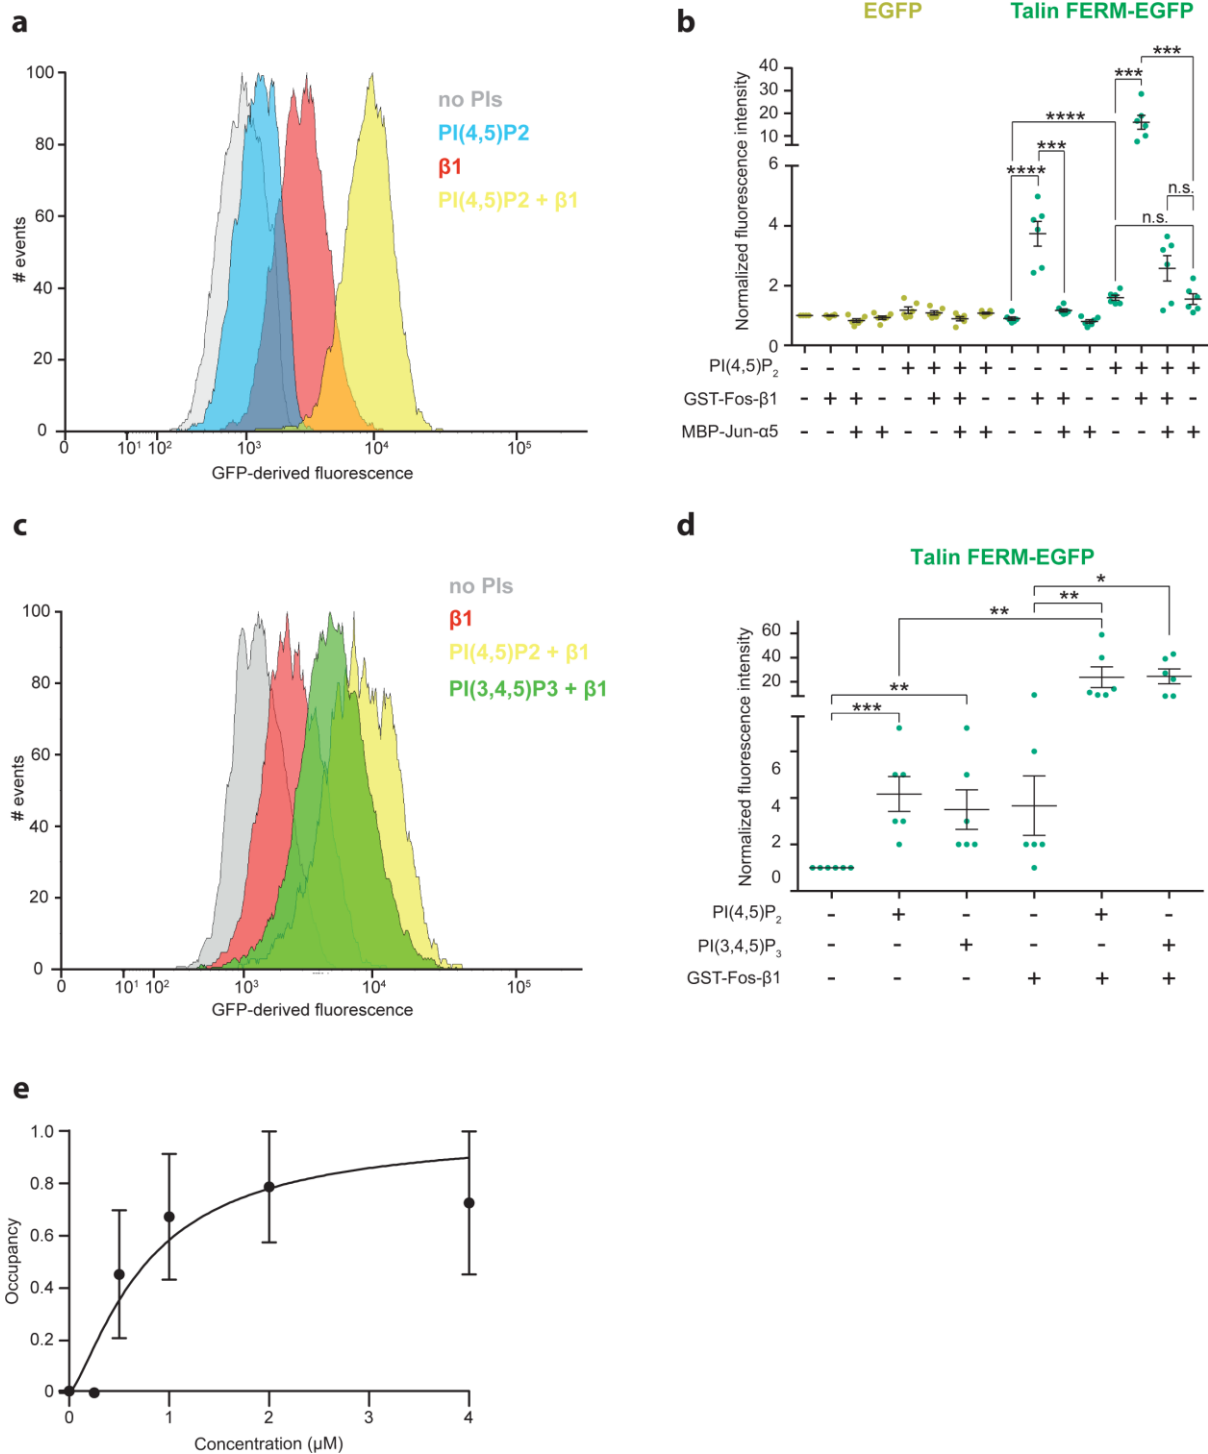 a
100
80
60
40
20
0
# events
0 10¹ 10² 10³ 10⁴ 10⁵
GFP-derived fluorescence
no PIs
PI(4,5)P2
β1
PI(4,5)P2 + β1
b
EGFP Talin FERM-EGFP
40
30
20
10
6
4
2
0
Normalized fluorescence intensity
**** *** **** *** *** n.s. n.s.
PI(4,5)P₂ - - - - + + + + - - - - + + + +
GST-Fos-β1 - + + - - + + - - + + - - + + -
MBP-Jun-α5 - - + + - - + + - - + + - - + +
c
100
80
60
40
20
0
# events
0 10¹ 10² 10³ 10⁴ 10⁵
GFP-derived fluorescence
no PIs
β1
PI(4,5)P2 + β1
PI(3,4,5)P3 + β1
d
Talin FERM-EGFP
60
40
20
6
4
2
0
Normalized fluorescence intensity
*** ** ** ** *
PI(4,5)P₂ - + - - + -
PI(3,4,5)P₃ - - + - - +
GST-Fos-β1 - - - + + +
e
1.0
0.8
0.6
0.4
0.2
0
Occupancy
0 1 2 3 4
Concentration (μM)